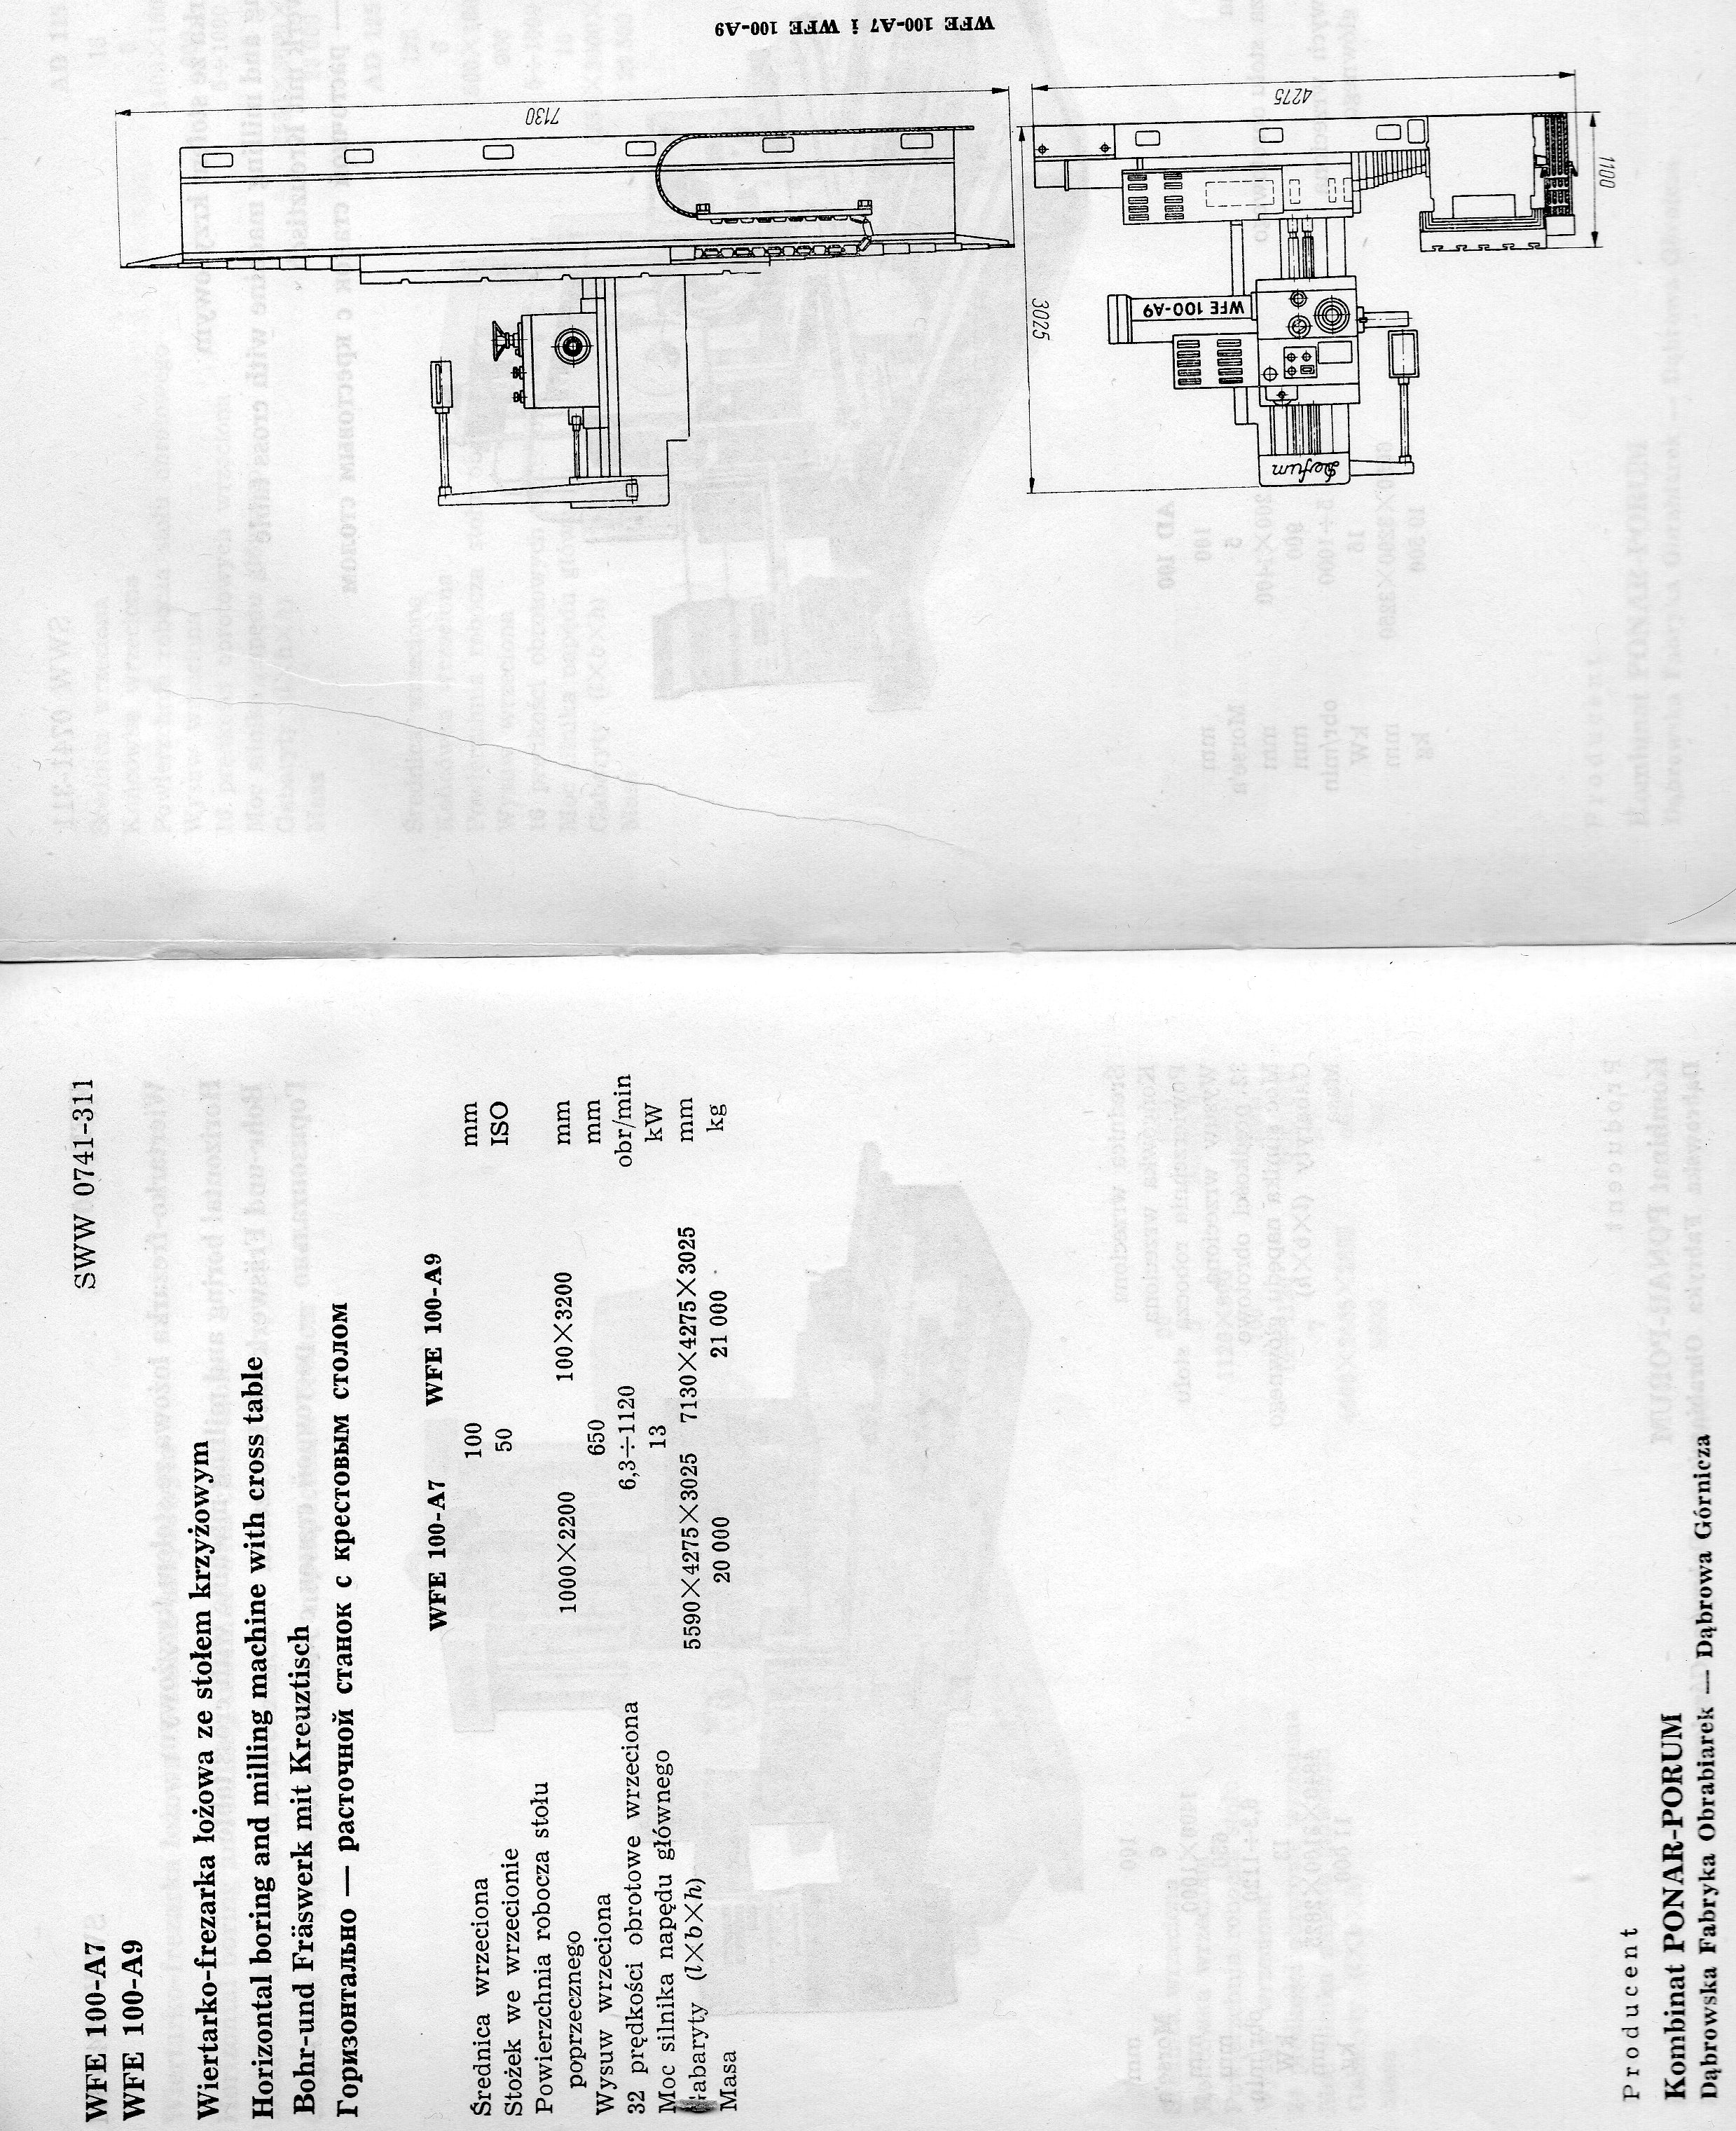 WFE 100-A7
WFE 100-A9
SWW 0741-311
Wiertarko-frezarka łożowa ze stołem krzyżowym
Horizontal boring and milling machine with cross table
Bohr-und Fräswerk mit Kreuztisch
Горизонтально — расточной станок с крестовым столом
WFE 100-A7 WFE 100-A9
Średnica wrzeciona 100 mm
Stożek we wrzecionie 50 ISO
Powierzchnia robocza stołu
poprzecznego 1000×2200 100×3200 mm
Wysuw wrzeciona 650 mm
32 prędkości obrotowe wrzeciona 6,3÷1120 obr/min
Moc silnika napędu głównego 13 kW
Gabaryty (l×b×h) 5590×4275×3025 7130×4275×3025 mm
Masa 20 000 21 000 kg
Producent
Kombinat PONAR-PORUM
Dąbrowska Fabryka Obrabiarek — Dąbrowa Górnicza
7130
WFE 100-A7 i WFE 100-A9
3025
WFE 100-A9
Defum
4275
1100